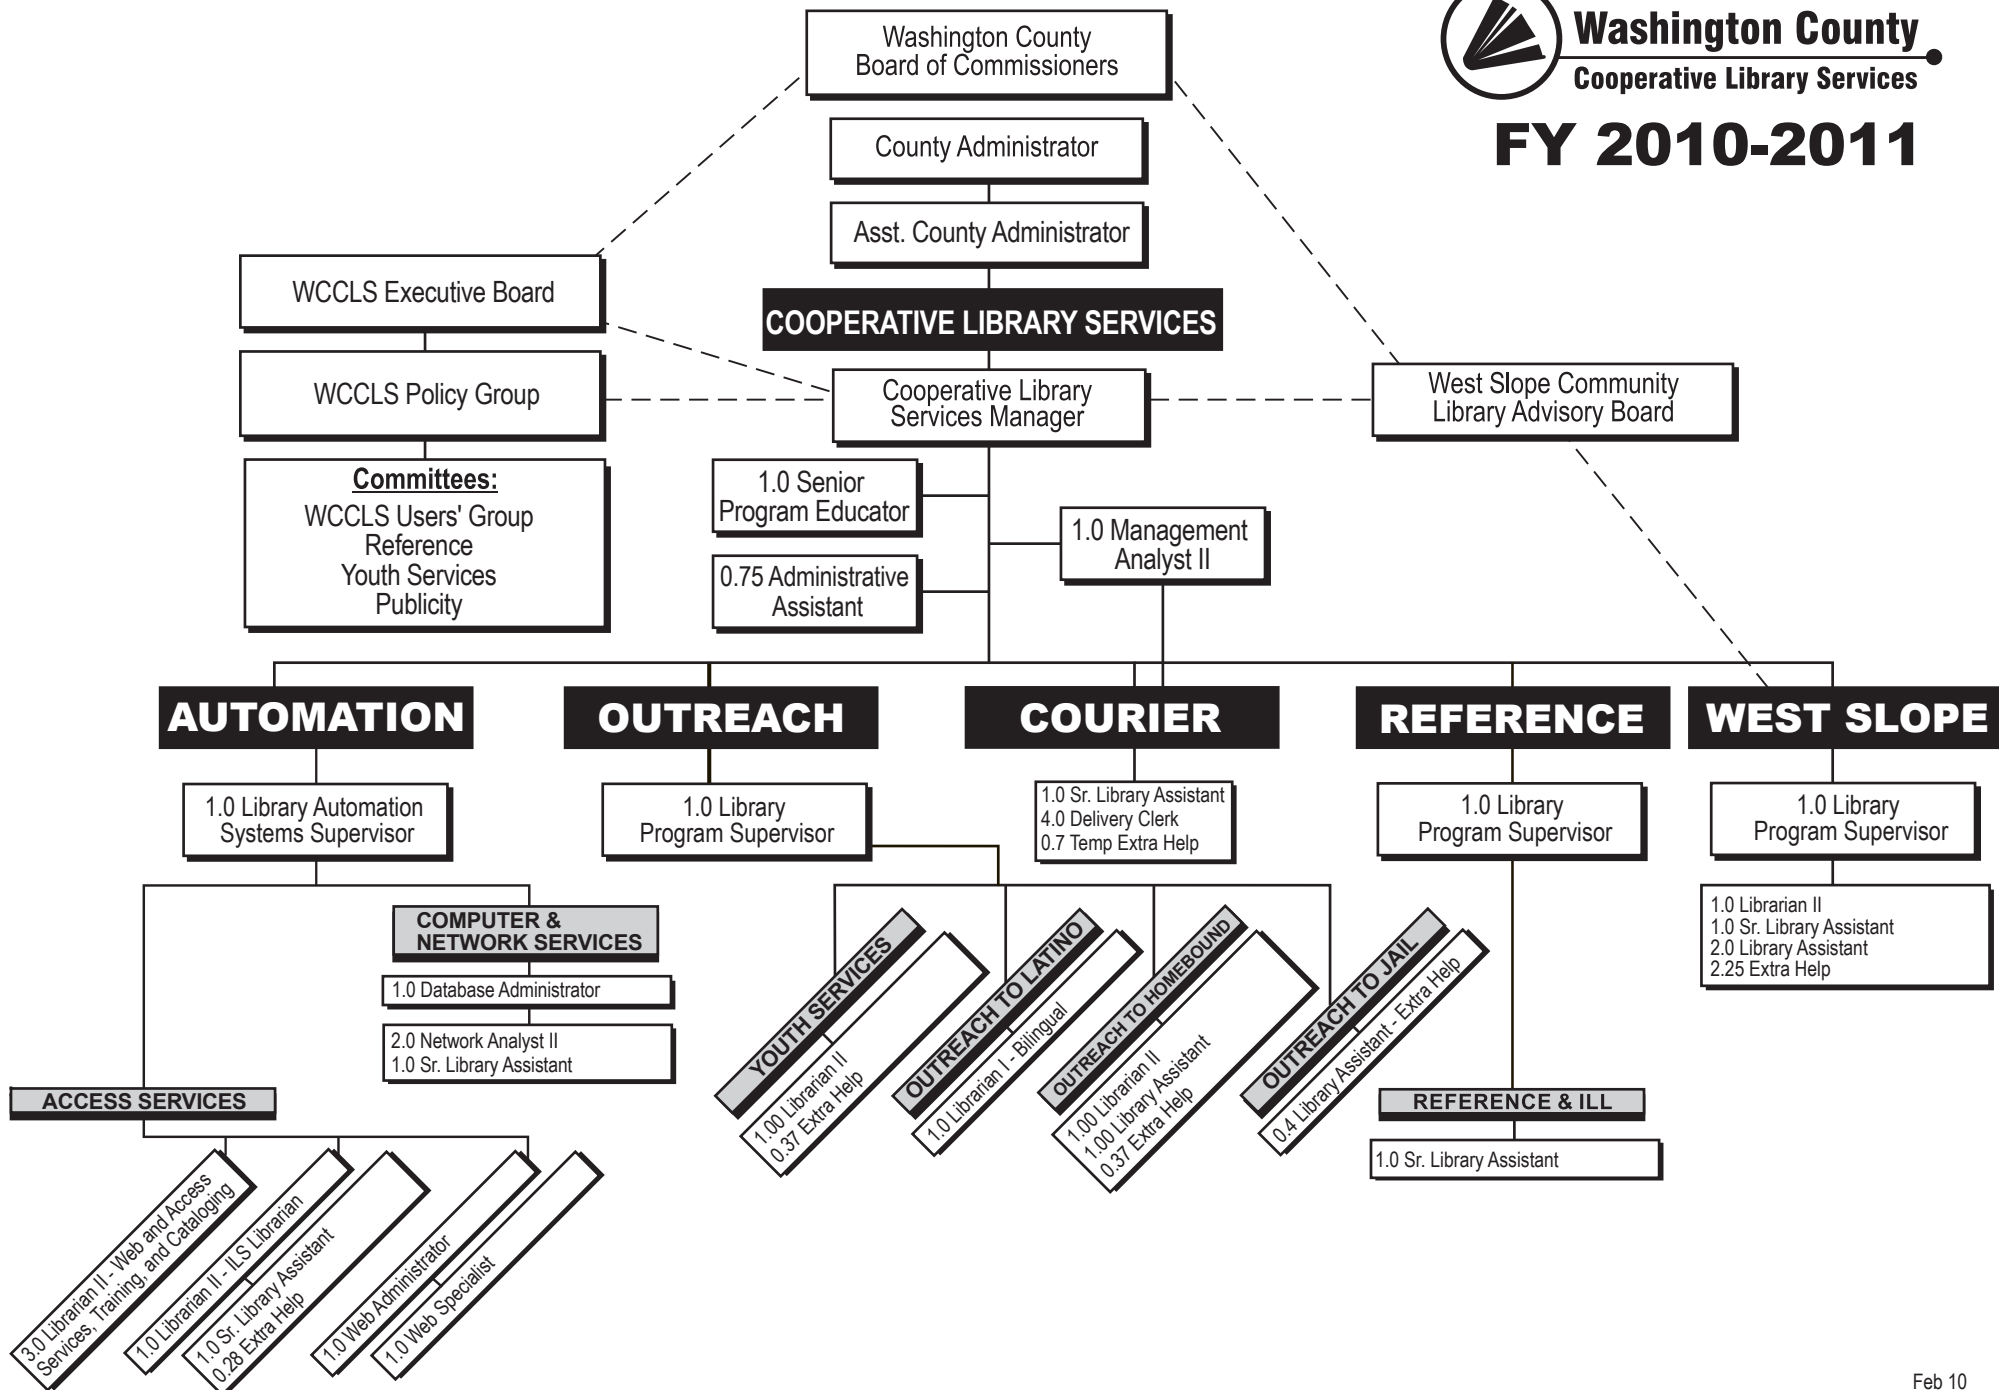 Washington County
Cooperative Library Services
FY 2010-2011
Washington County
Board of Commissioners
County Administrator
Asst. County Administrator
WCCLS Executive Board
COOPERATIVE LIBRARY SERVICES
WCCLS Policy Group
Cooperative Library
Services Manager
West Slope Community
Library Advisory Board
Committees:
WCCLS Users' Group
Reference
Youth Services
Publicity
1.0 Senior
Program Educator
0.75 Administrative
Assistant
1.0 Management
Analyst II
AUTOMATION
OUTREACH
COURIER
REFERENCE
WEST SLOPE
1.0 Library Automation
Systems Supervisor
1.0 Library
Program Supervisor
1.0 Sr. Library Assistant
4.0 Delivery Clerk
0.7 Temp Extra Help
1.0 Library
Program Supervisor
1.0 Library
Program Supervisor
COMPUTER &
NETWORK SERVICES
1.0 Database Administrator
2.0 Network Analyst II
1.0 Sr. Library Assistant
YOUTH SERVICES
1.00 Librarian II
0.37 Extra Help
OUTREACH TO LATINO
1.0 Librarian I - Bilingual
OUTREACH TO HOMEBOUND
1.00 Librarian II
1.00 Library Assistant
0.37 Extra Help
OUTREACH TO JAIL
0.4 Library Assistant - Extra Help
1.0 Librarian II
1.0 Sr. Library Assistant
2.0 Library Assistant
2.25 Extra Help
ACCESS SERVICES
REFERENCE & ILL
1.0 Sr. Library Assistant
3.0 Librarian II - Web and Access
Services, Training, and Cataloging
1.0 Librarian II - ILS Librarian
1.0 Sr. Library Assistant
0.28 Extra Help
1.0 Web Administrator
1.0 Web Specialist
Feb 10